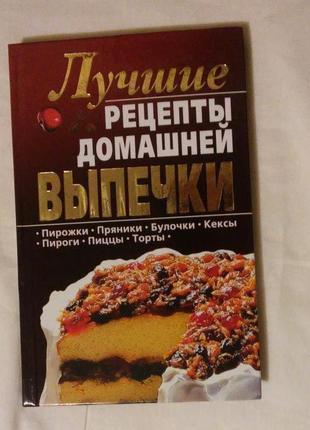 Лучшие
РЕЦЕПТЫ
ДОМАШНЕЙ
ВЫПЕЧКИ
· Пирожки · Пряники · Булочки · Кексы
· Пироги · Пиццы · Торты ·